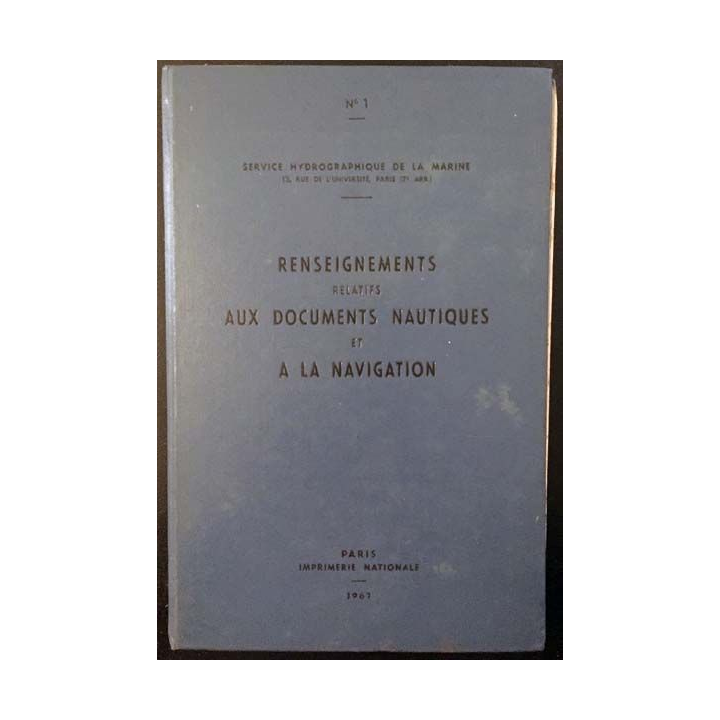 Nº 1
SERVICE HYDROGRAPHIQUE DE LA MARINE
13, RUE DE L'UNIVERSITÉ, PARIS (7e ARR.)
RENSEIGNEMENTS
RELATIFS
AUX DOCUMENTS NAUTIQUES
ET
A LA NAVIGATION
PARIS
IMPRIMERIE NATIONALE